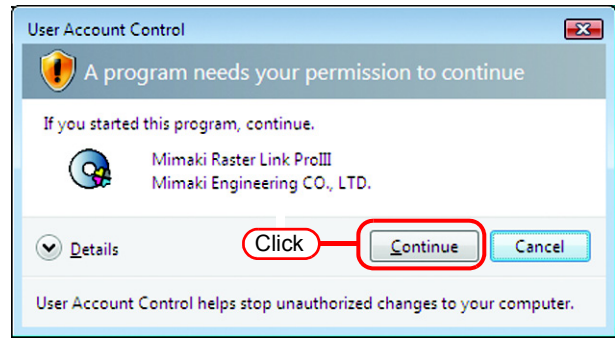 User Account Control
A program needs your permission to continue
If you started this program, continue.
Mimaki Raster Link ProIII
Mimaki Engineering CO., LTD.
Details
Click
Continue
Cancel
User Account Control helps stop unauthorized changes to your computer.